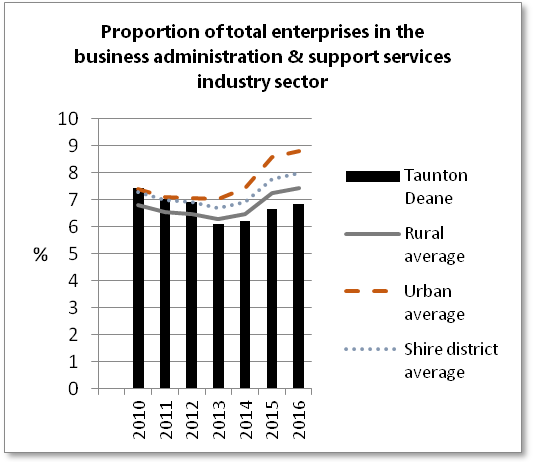 Proportion of total enterprises in the
business administration & support services
industry sector
10
9
8
7
6
5
4
3
2
1
0
%
2010
2011
2012
2013
2014
2015
2016
Taunton
Deane
Rural
average
Urban
average
Shire district
average